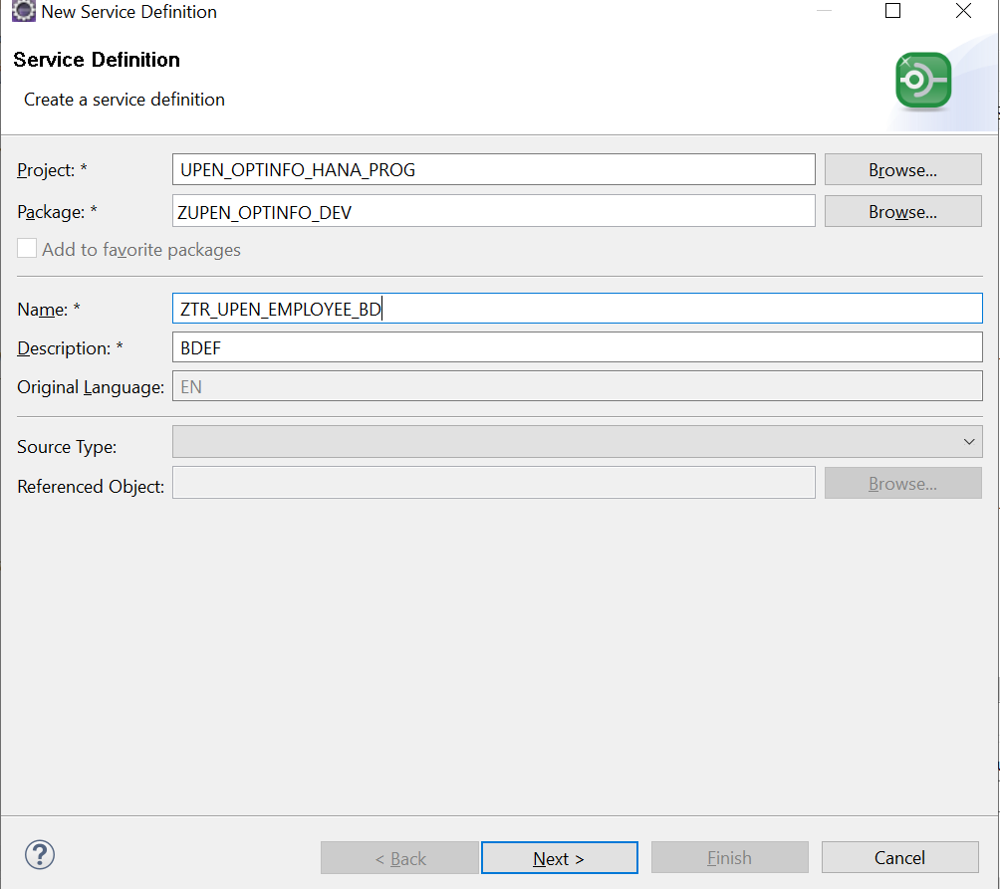 New Service Definition
Service Definition
Create a service definition
Project: * UPEN_OPTINFO_HANA_PROG Browse...
Package: * ZUPEN_OPTINFO_DEV Browse...
Add to favorite packages
Name: * ZTR_UPEN_EMPLOYEE_BD
Description: * BDEF
Original Language: EN
Source Type:
Referenced Object: Browse...
? < Back Next > Finish Cancel